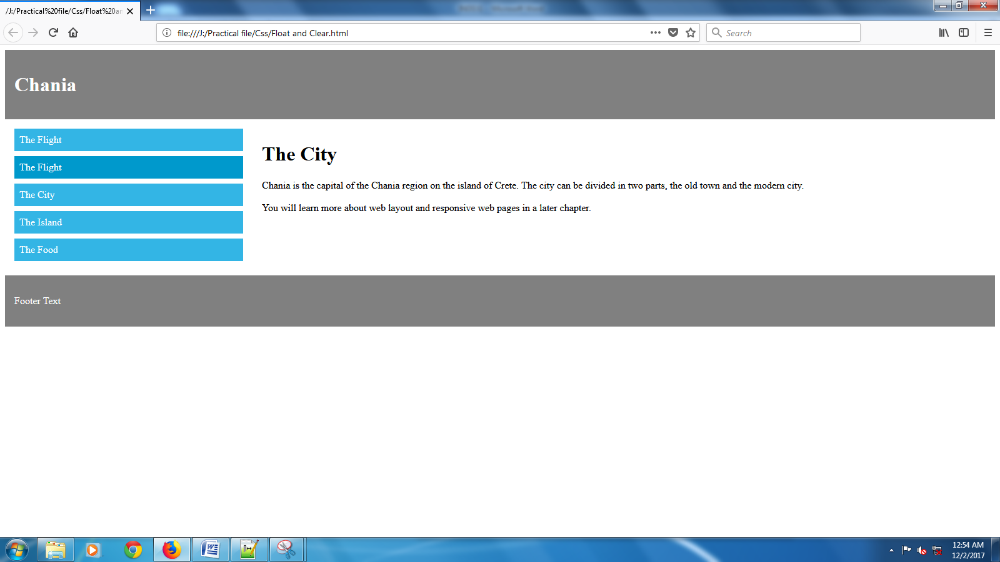 /J:/Practical%20file/Css/Float%20an
file:///J:/Practical file/Css/Float and Clear.html
Search
Chania
The Flight
The Flight
The City
The Island
The Food
The City
Chania is the capital of the Chania region on the island of Crete. The city can be divided in two parts, the old town and the modern city.
You will learn more about web layout and responsive web pages in a later chapter.
Footer Text
12:54 AM
12/2/2017